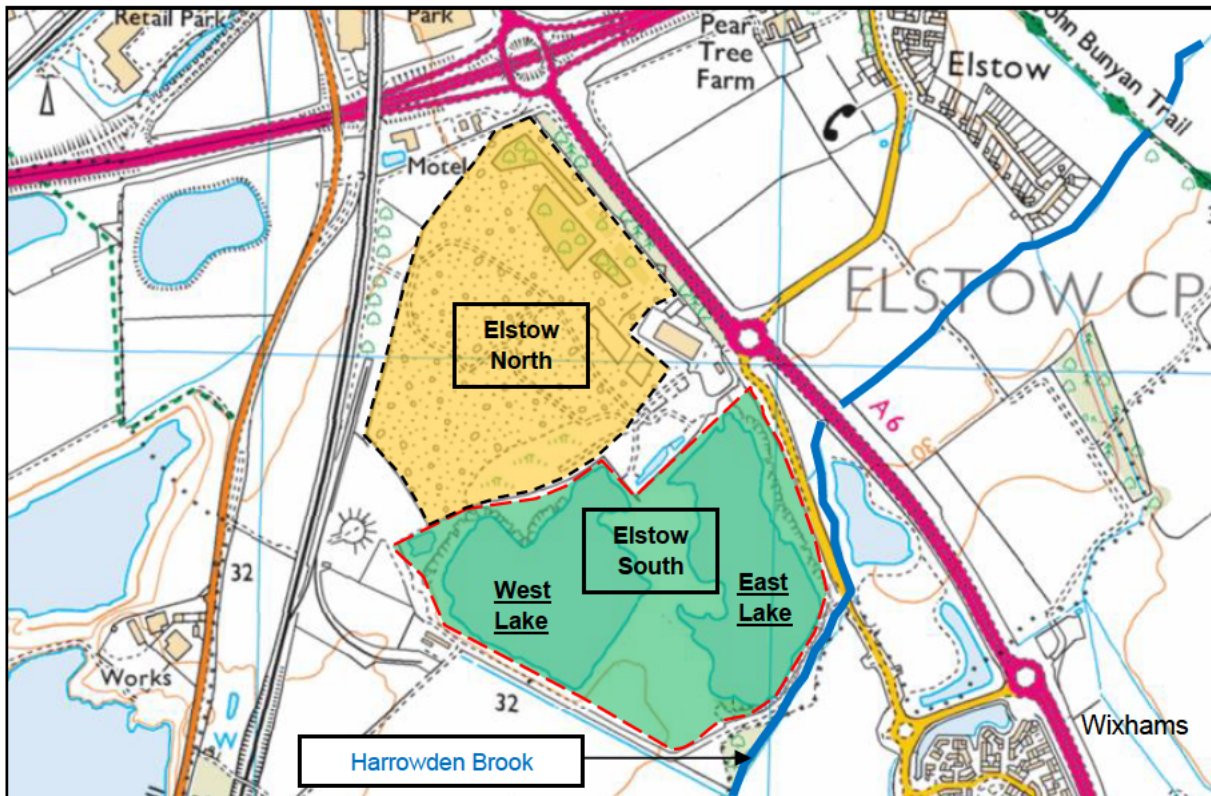 Retail Park
Park
Pear
Tree
Farm
Elstow
John Bunyan Trail
Motel
ELSTOW CP
Elstow
North
A6
30
Elstow
South
West
Lake
East
Lake
32
Works
32
W
Wixhams
Harrowden Brook